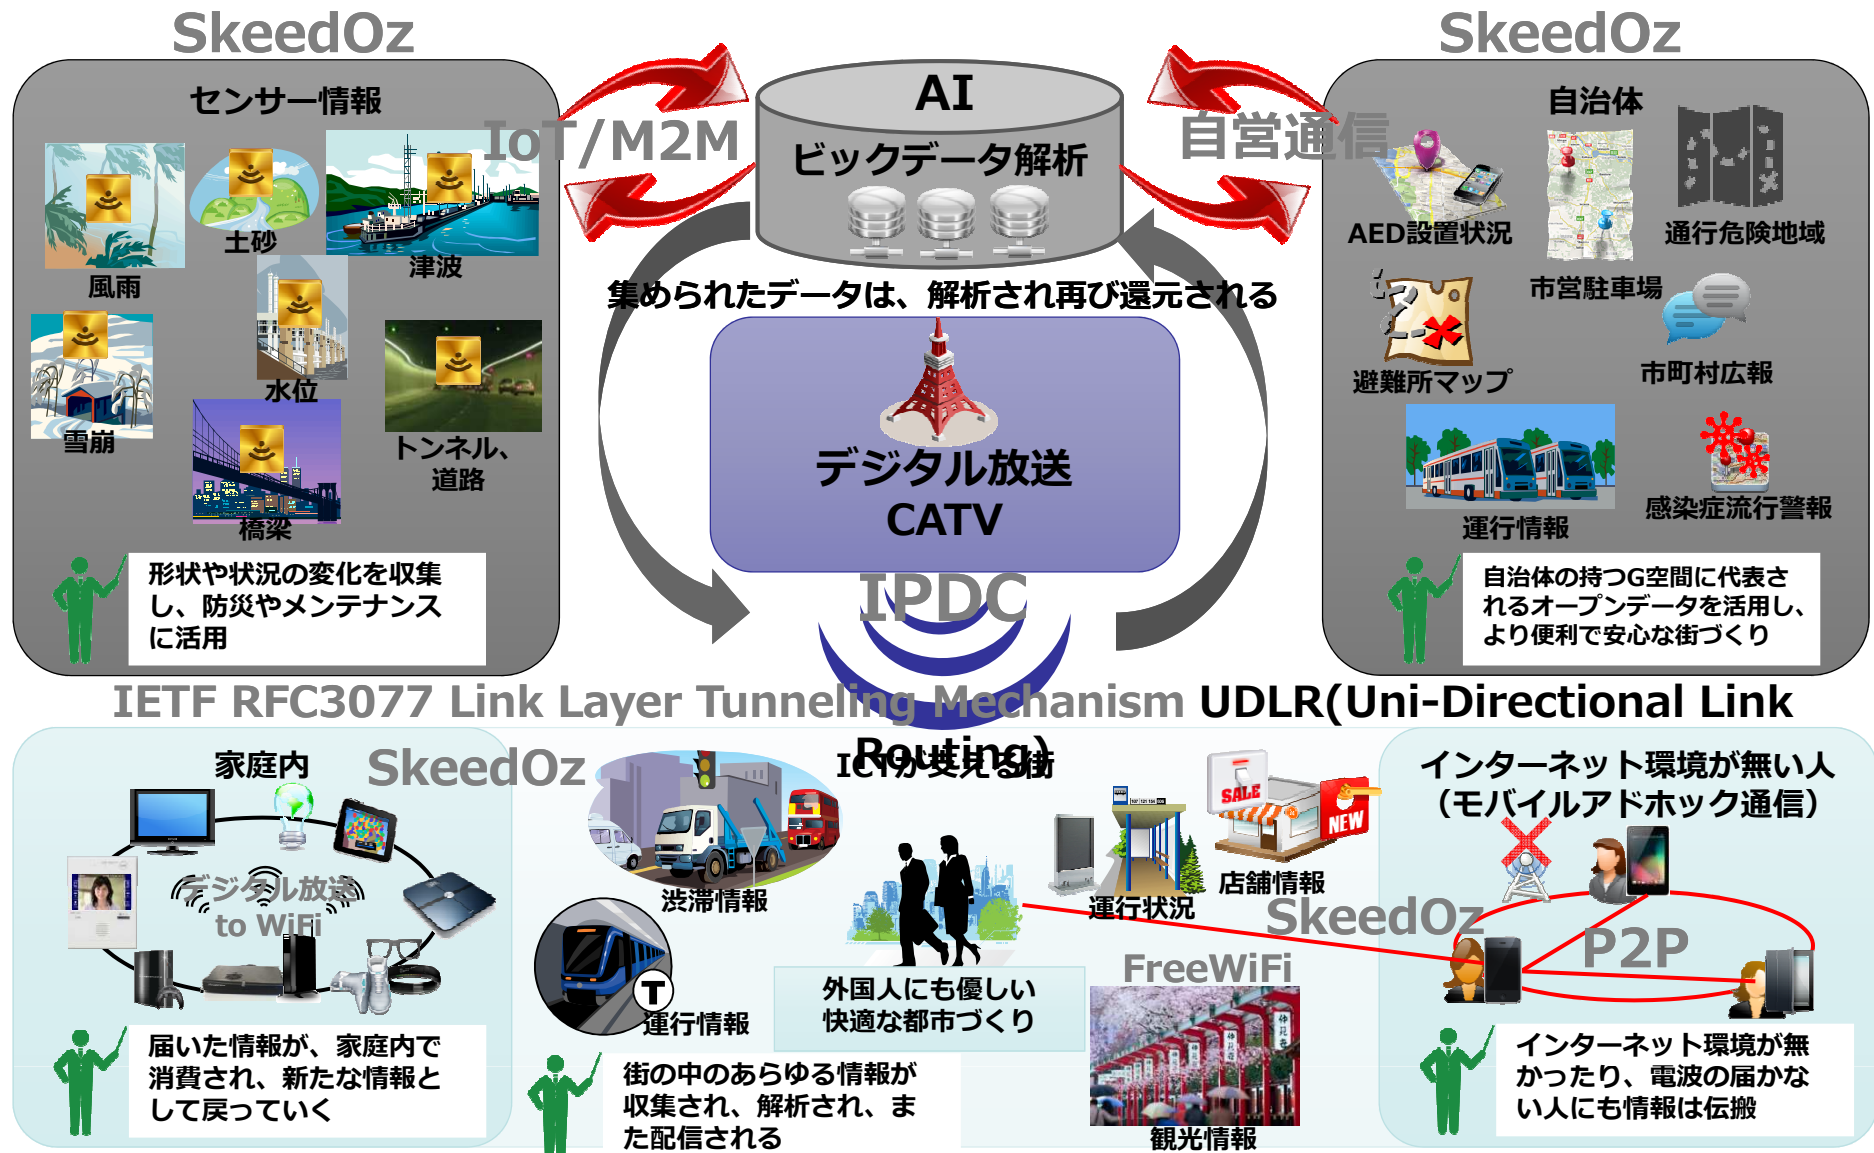 SkeedOz
SkeedOz
センサー情報
風雨
土砂
津波
雪崩
水位
トンネル、
道路
橋梁
形状や状況の変化を収集
し、防災やメンテナンス
に活用
IoT/M2M
AI
ビックデータ解析
自営通信
集められたデータは、解析され再び還元される
デジタル放送
CATV
IPDC
自治体
AED設置状況
市営駐車場
通行危険地域
避難所マップ
市町村広報
運行情報
感染症流行警報
自治体の持つG空間に代表さ
れるオープンデータを活用し、
より便利で安心な街づくり
IETF RFC3077 Link Layer Tunneling Mechanism UDLR(Uni-Directional Link
Routing)
家庭内
SkeedOz
デジタル放送
to WiFi
届いた情報が、家庭内で
消費され、新たな情報と
して戻っていく
ICTが支える街
渋滞情報
運行情報
T
街の中のあらゆる情報が
収集され、解析され、ま
た配信される
外国人にも優しい
快適な都市づくり
運行状況
SALE
NEW
店舗情報
SkeedOz
FreeWiFi
観光情報
インターネット環境が無い人
（モバイルアドホック通信）
P2P
インターネット環境が無
かったり、電波の届かな
い人にも情報は伝搬